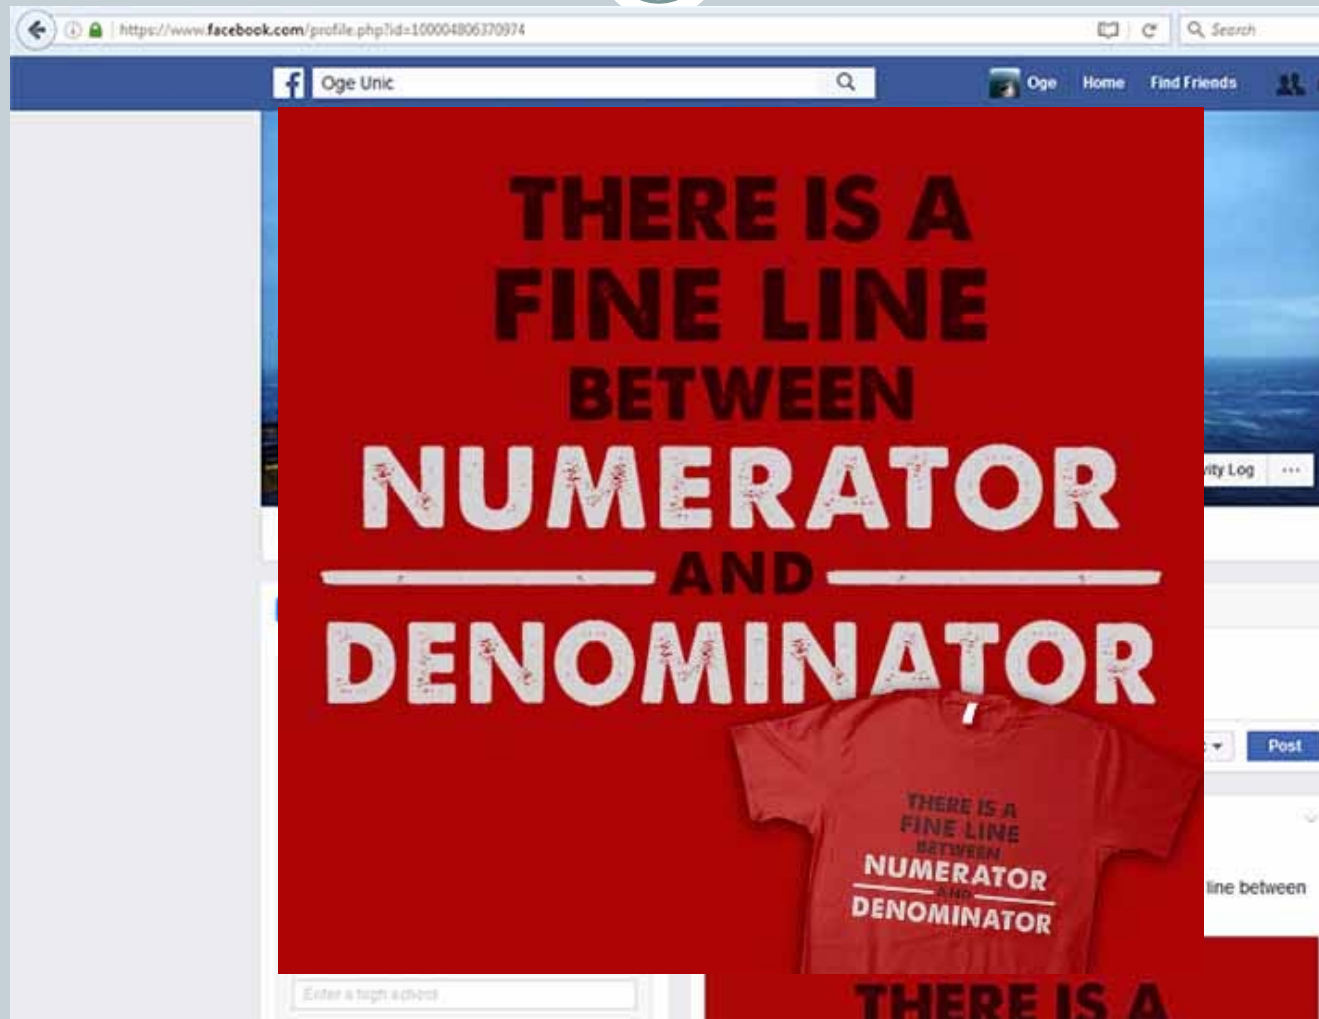 https://www.facebook.com/profile.php?id=100004806370974
Search
f
Oge Unic
Oge
Home
Find Friends
THERE IS A
FINE LINE
BETWEEN
NUMERATOR
AND
DENOMINATOR
vity Log
Post
THERE IS A
FINE LINE
BETWEEN
NUMERATOR
AND
DENOMINATOR
line between
Enter a high school
THERE IS A